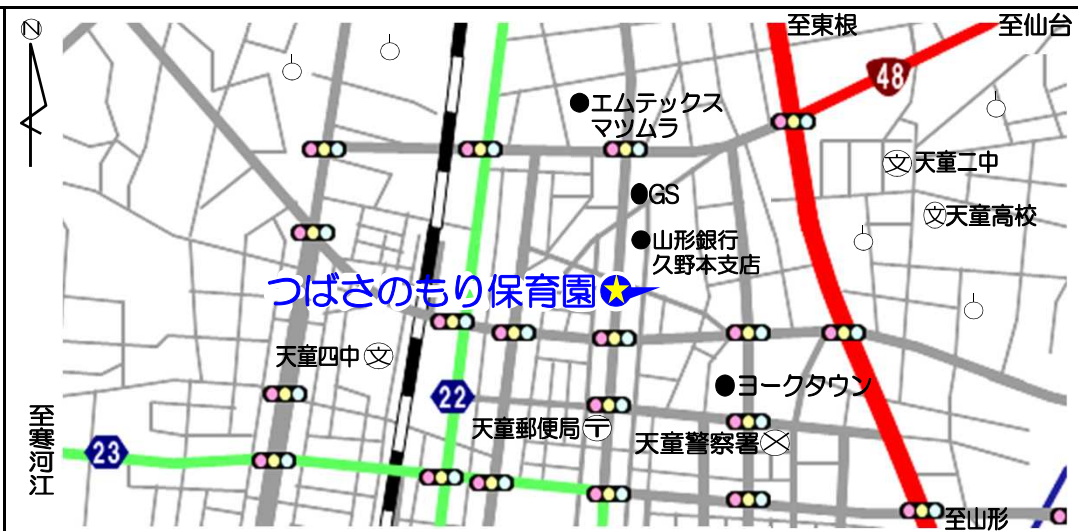 N
至東根
至仙台
48
エムテックス
マツムラ
文
天童二中
GS
文
天童高校
山形銀行
久野本支店
つばさのもり保育園
天童四中
文
ヨークタウン
22
天童郵便局
〒
天童警察署
至寒河江
23
至山形